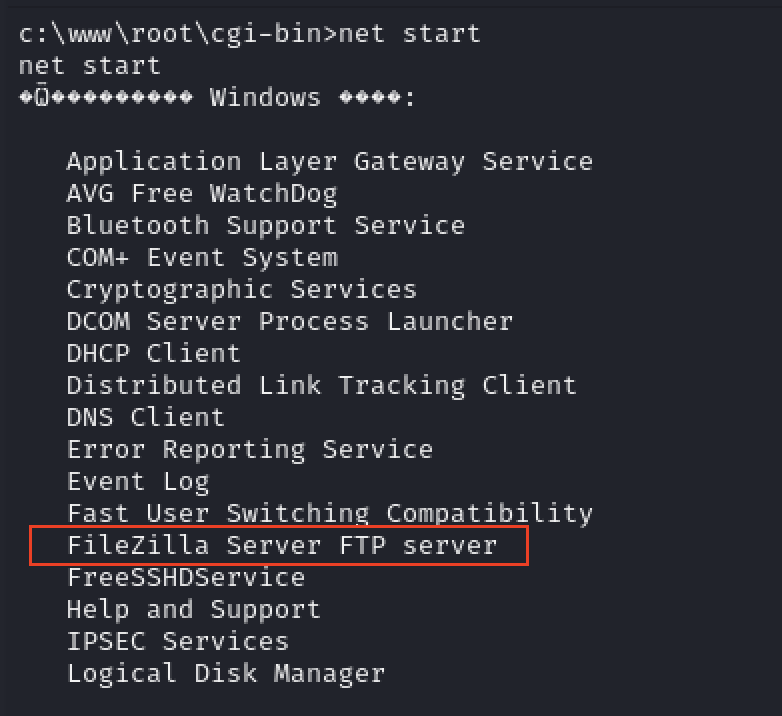 c:\www\root\cgi-bin>net start
net start
Windows :
Application Layer Gateway Service
AVG Free WatchDog
Bluetooth Support Service
COM+ Event System
Cryptographic Services
DCOM Server Process Launcher
DHCP Client
Distributed Link Tracking Client
DNS Client
Error Reporting Service
Event Log
Fast User Switching Compatibility
FileZilla Server FTP server
FreeSSHDService
Help and Support
IPSEC Services
Logical Disk Manager